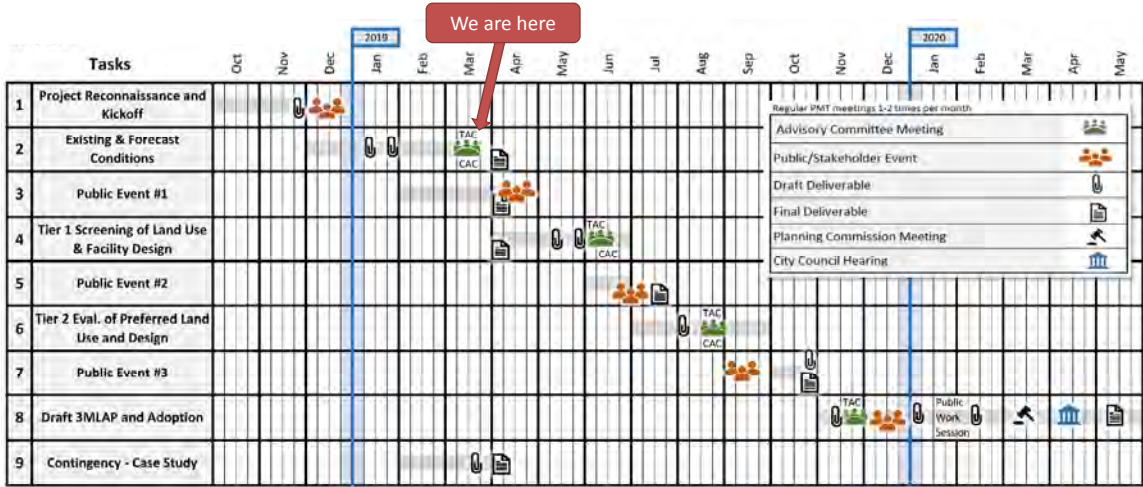 We are here
2019
2020
Tasks
Oct
Nov
Dec
Jan
Feb
Mar
Apr
May
Jun
Jul
Aug
Sep
Oct
Nov
Dec
Jan
Feb
Mar
Apr
May
1
Project Reconnaissance and
Kickoff
2
Existing & Forecast
Conditions
TAC
CAC
3
Public Event #1
4
Tier 1 Screening of Land Use
& Facility Design
TAC
CAC
5
Public Event #2
6
Tier 2 Eval. of Preferred Land
Use and Design
TAC
CAC
7
Public Event #3
8
Draft 3MLAP and Adoption
TAC
Public
Work
Session
9
Contingency - Case Study
Regular PMT meetings 1-2 times per month
Advisory Committee Meeting
Public/Stakeholder Event
Draft Deliverable
Final Deliverable
Planning Commission Meeting
City Council Hearing